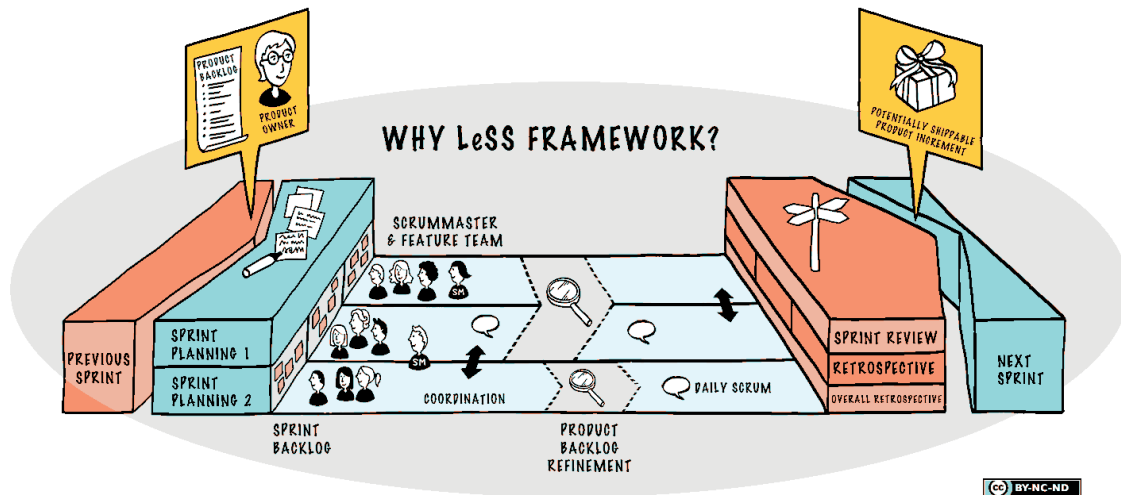 PRODUCT
BACKLOG
PRODUCT
OWNER
POTENTIALLY SHIPPABLE
PRODUCT INCREMENT
WHY LeSS FRAMEWORK?
SCRUMMASTER
& FEATURE TEAM
SM
SM
PREVIOUS
SPRINT
SPRINT
PLANNING 1
SPRINT
PLANNING 2
COORDINATION
DAILY SCRUM
SPRINT REVIEW
RETROSPECTIVE
OVERALL RETROSPECTIVE
NEXT
SPRINT
SPRINT
BACKLOG
PRODUCT
BACKLOG
REFINEMENT
cc BY-NC-ND